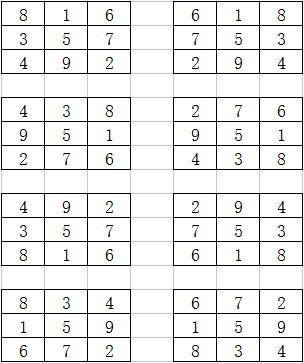 8 1 6 6 1 8
3 5 7 7 5 3
4 9 2 2 9 4
4 3 8 2 7 6
9 5 1 9 5 1
2 7 6 4 3 8
4 9 2 2 9 4
3 5 7 7 5 3
8 1 6 6 1 8
8 3 4 6 7 2
1 5 9 1 5 9
6 7 2 8 3 4